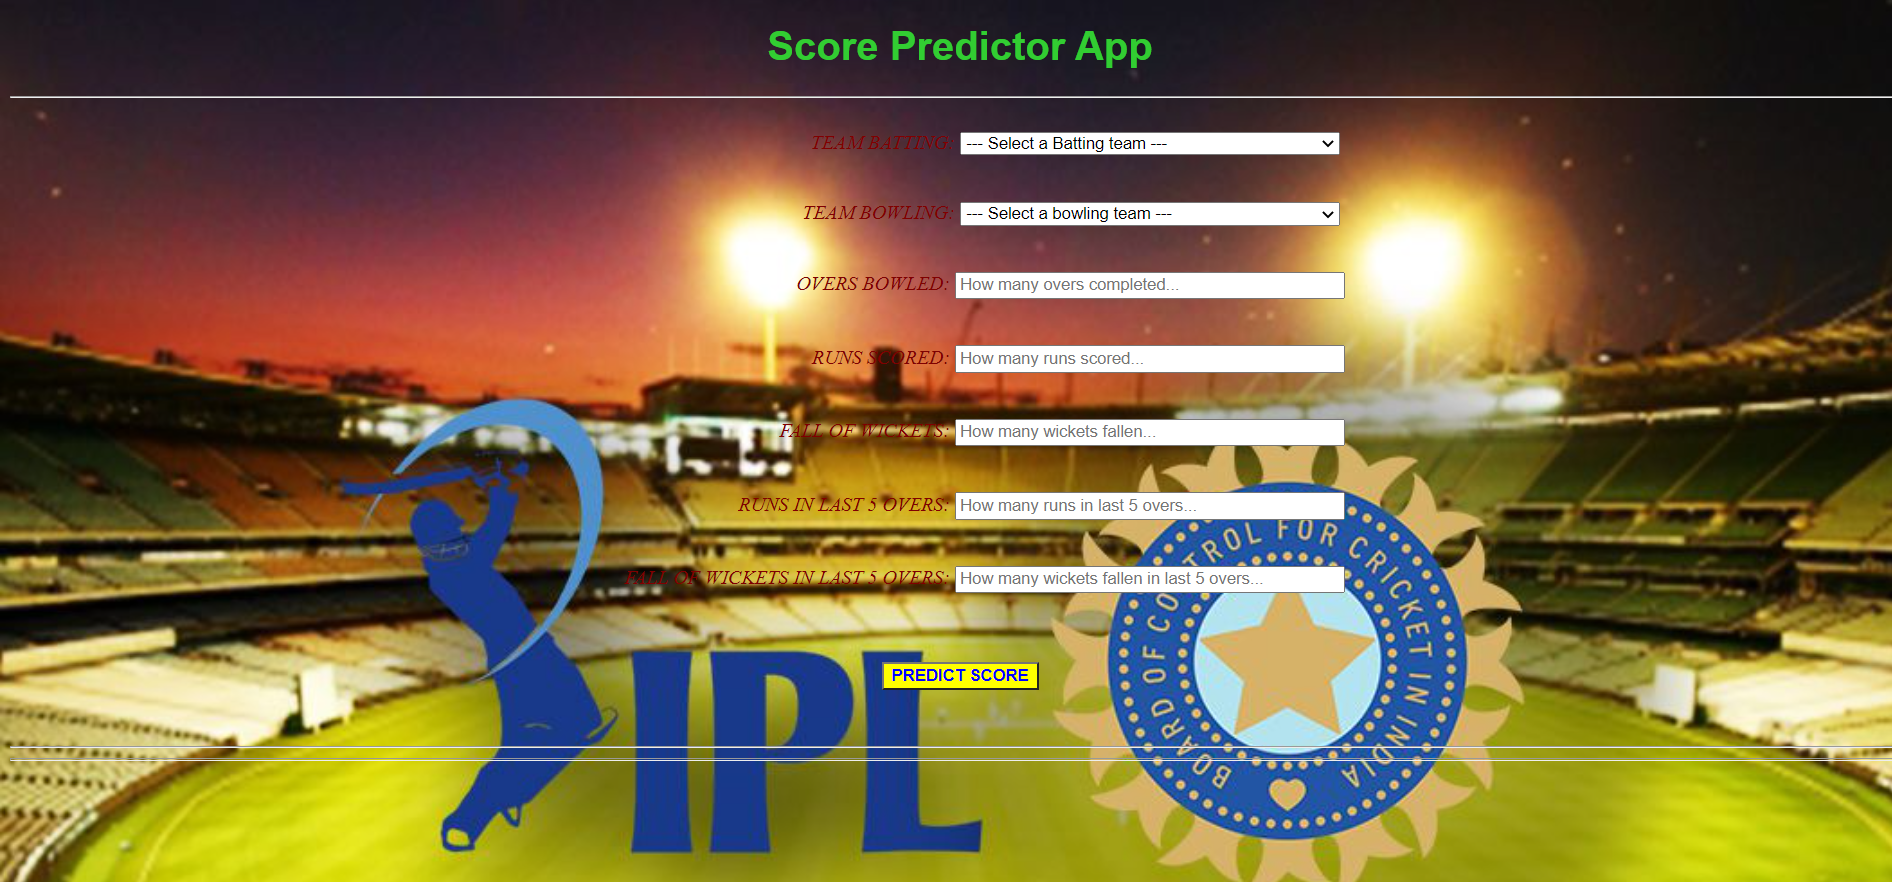 Score Predictor App
TEAM BATTING: --- Select a Batting team ---
TEAM BOWLING: --- Select a bowling team ---
OVERS BOWLED: How many overs completed...
RUNS SCORED: How many runs scored...
FALL OF WICKETS: How many wickets fallen...
RUNS IN LAST 5 OVERS: How many runs in last 5 overs...
FALL OF WICKETS IN LAST 5 OVERS: How many wickets fallen in last 5 overs...
PREDICT SCORE
IPL
BOARD OF CO TROL FOR CRICKET IN INDIA